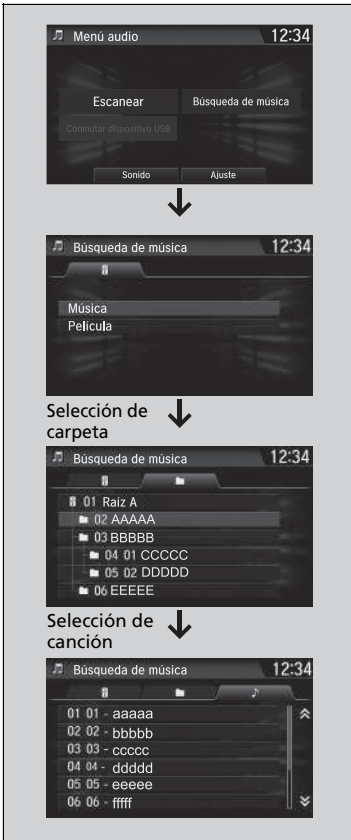 Menú audio 12:34
Escanear Búsqueda de música
Conmutar dispositivo USB
Sonido Ajuste
Búsqueda de música 12:34
Música
Película
Selección de
carpeta
Búsqueda de música 12:34
01 Raíz A
02 AAAAA
03 BBBBB
04 01 CCCCC
05 02 DDDDD
06 EEEEE
Selección de
canción
Búsqueda de música 12:34
01 01 - aaaaa
02 02 - bbbbb
03 03 - ccccc
04 04 - ddddd
05 05 - eeeee
06 06 - fffff